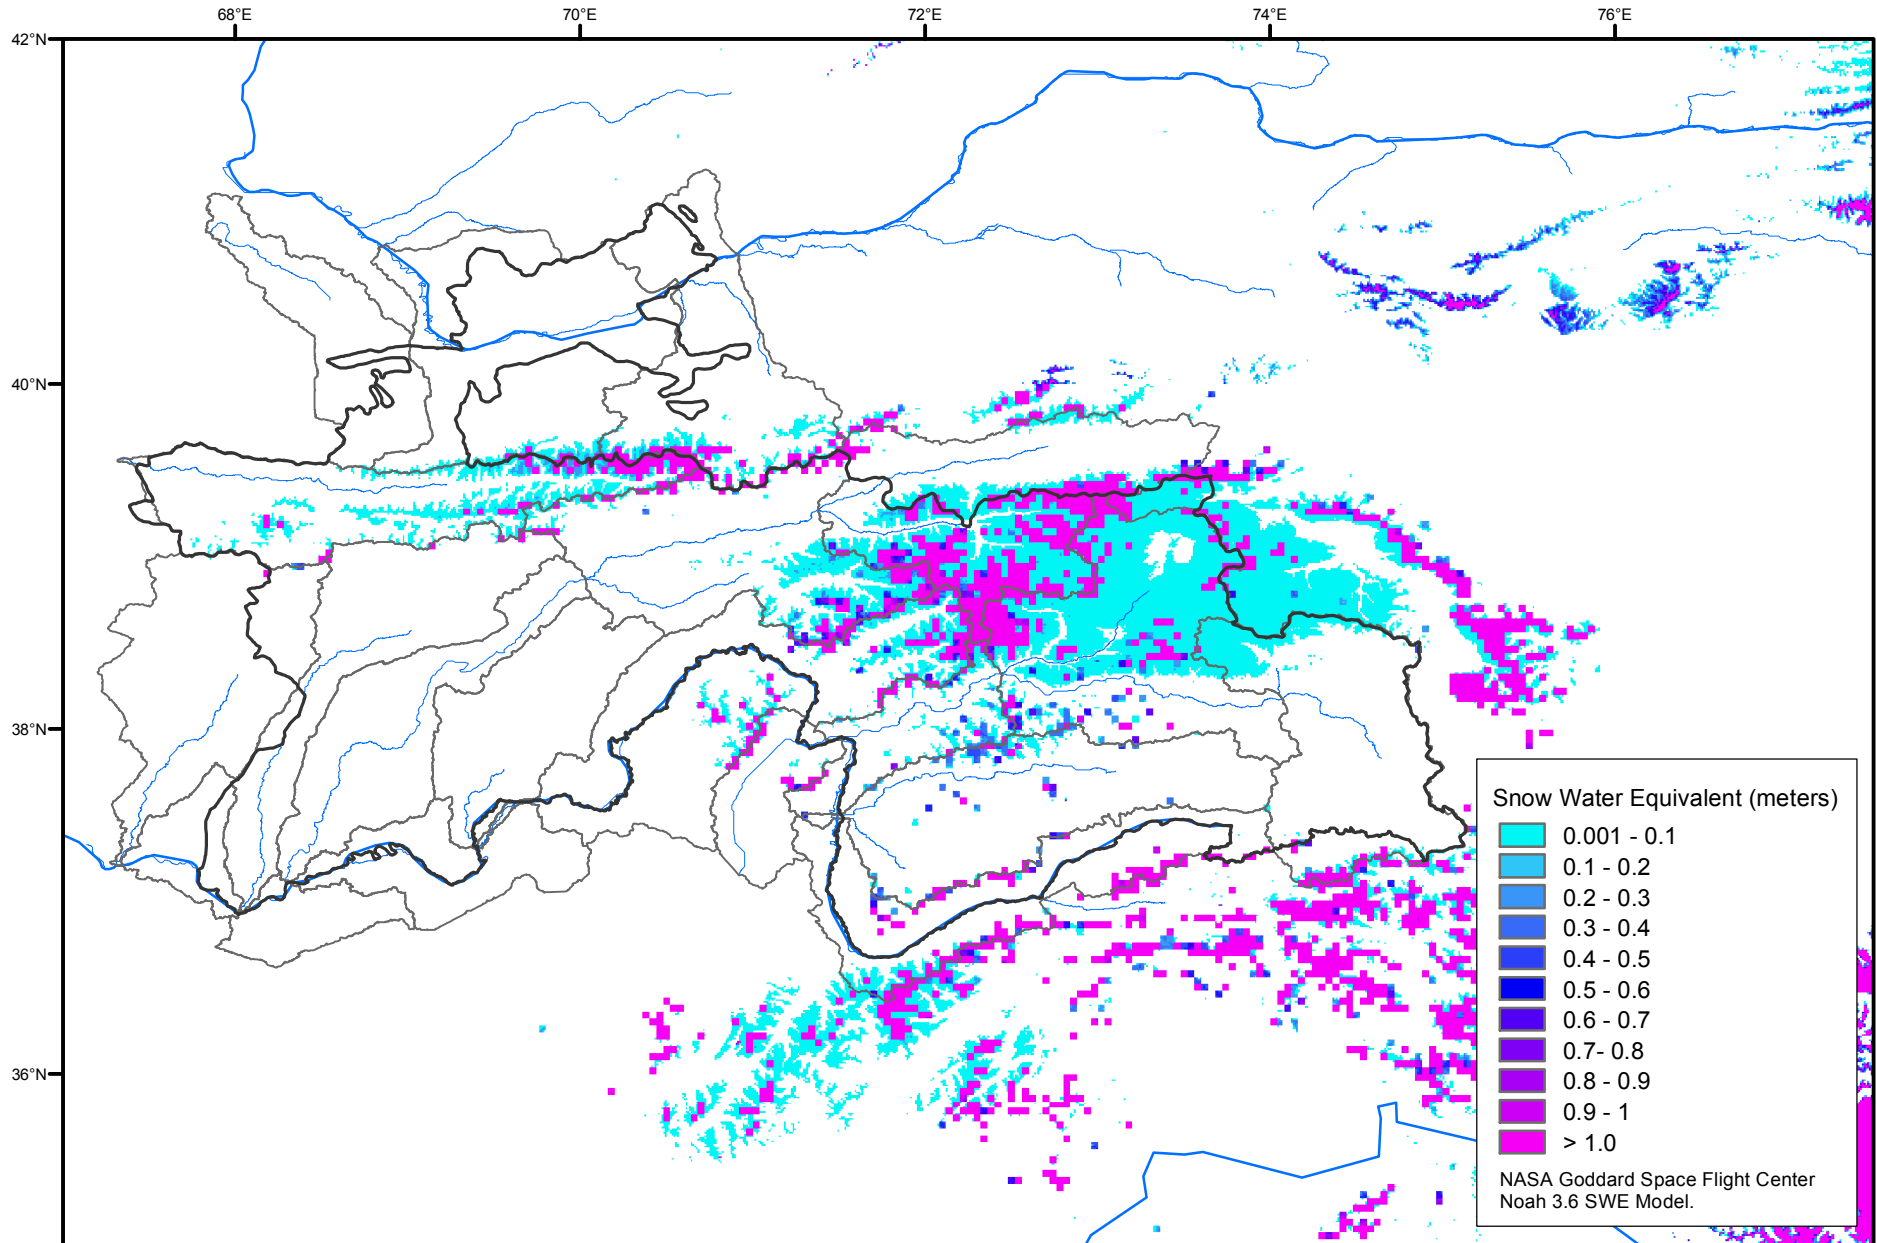 68°E 70°E 72°E 74°E 76°E
42°N
40°N
38°N
36°N
Snow Water Equivalent (meters)
0.001 - 0.1
0.1 - 0.2
0.2 - 0.3
0.3 - 0.4
0.4 - 0.5
0.5 - 0.6
0.6 - 0.7
0.7- 0.8
0.8 - 0.9
0.9 - 1
> 1.0
NASA Goddard Space Flight Center
Noah 3.6 SWE Model.